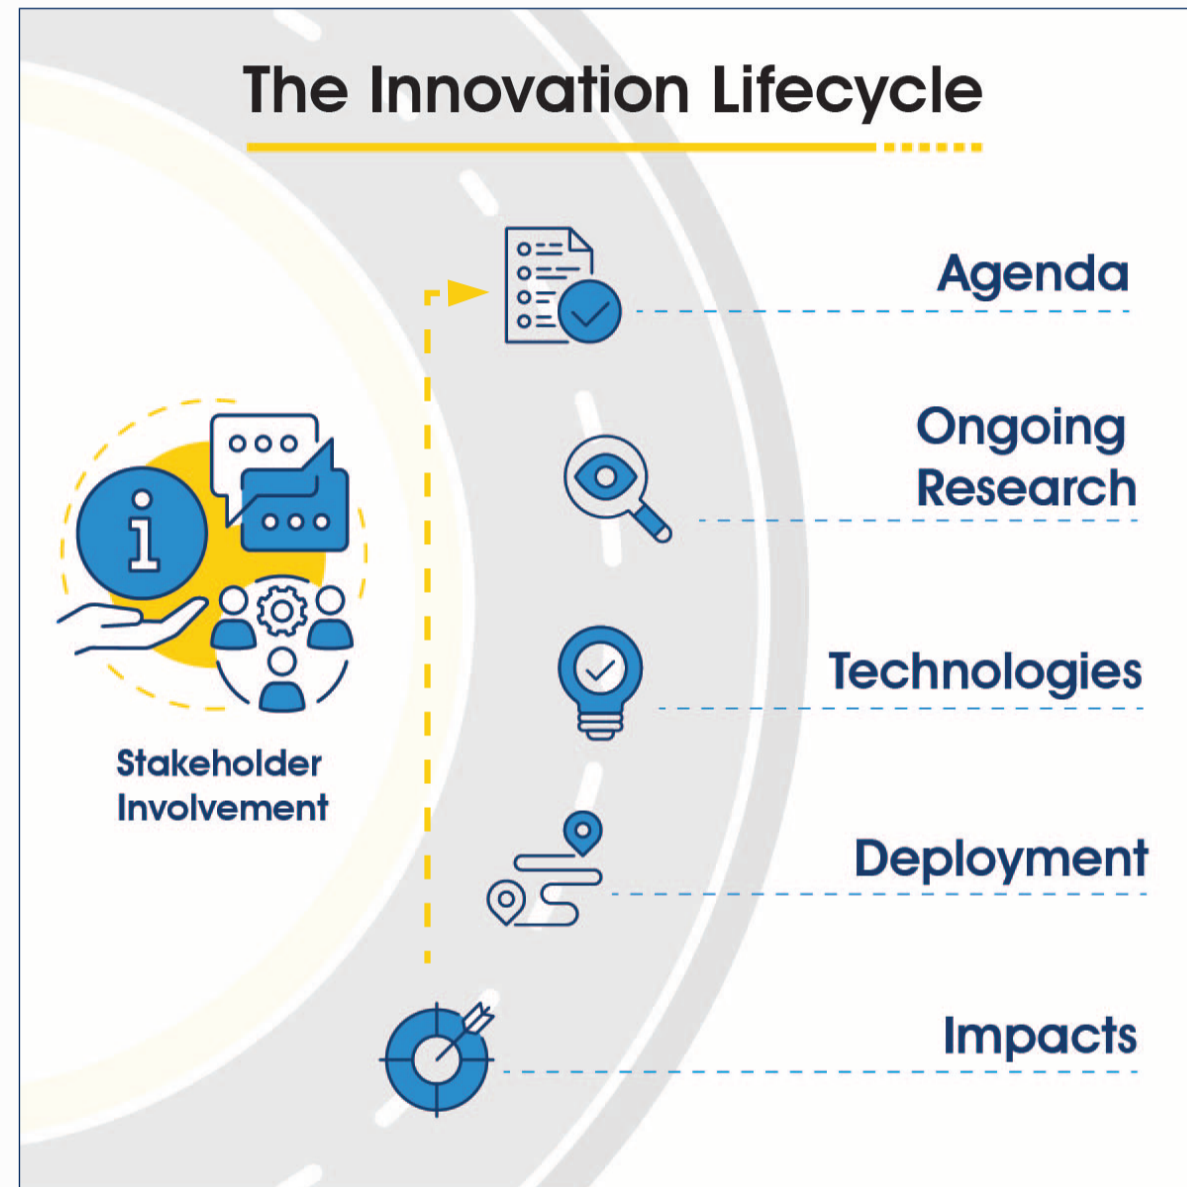 The Innovation Lifecycle
Agenda
Ongoing
Research
Technologies
Deployment
Impacts
Stakeholder
Involvement